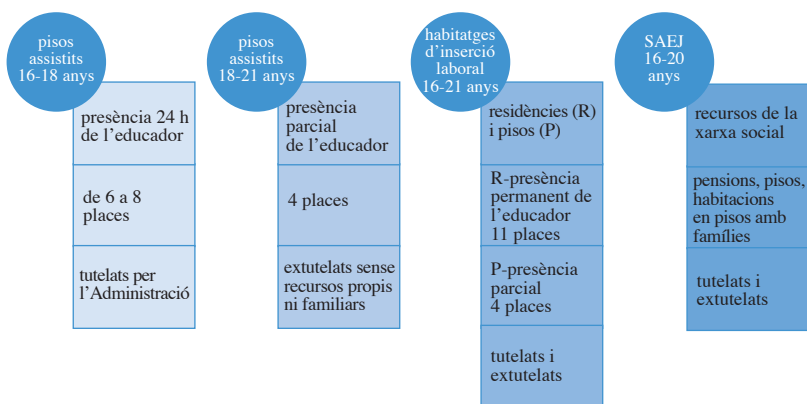 pisos
assistits
16-18 anys
presència 24 h
de l’educador
de 6 a 8
places
tutelats per
l’Administració
pisos
assistits
18-21 anys
presència
parcial
de l’educador
4 places
extutelats sense
recursos propis
ni familiars
habitatges
d’inserció
laboral
16-21 anys
residències (R)
i pisos (P)
R-presència
permanent de
l’educador
11 places
P-presència
parcial
4 places
tutelats i
extutelats
SAEJ
16-20
anys
recursos de la
xarxa social
pensions, pisos,
habitacions
en pisos amb
famílies
tutelats i
extutelats